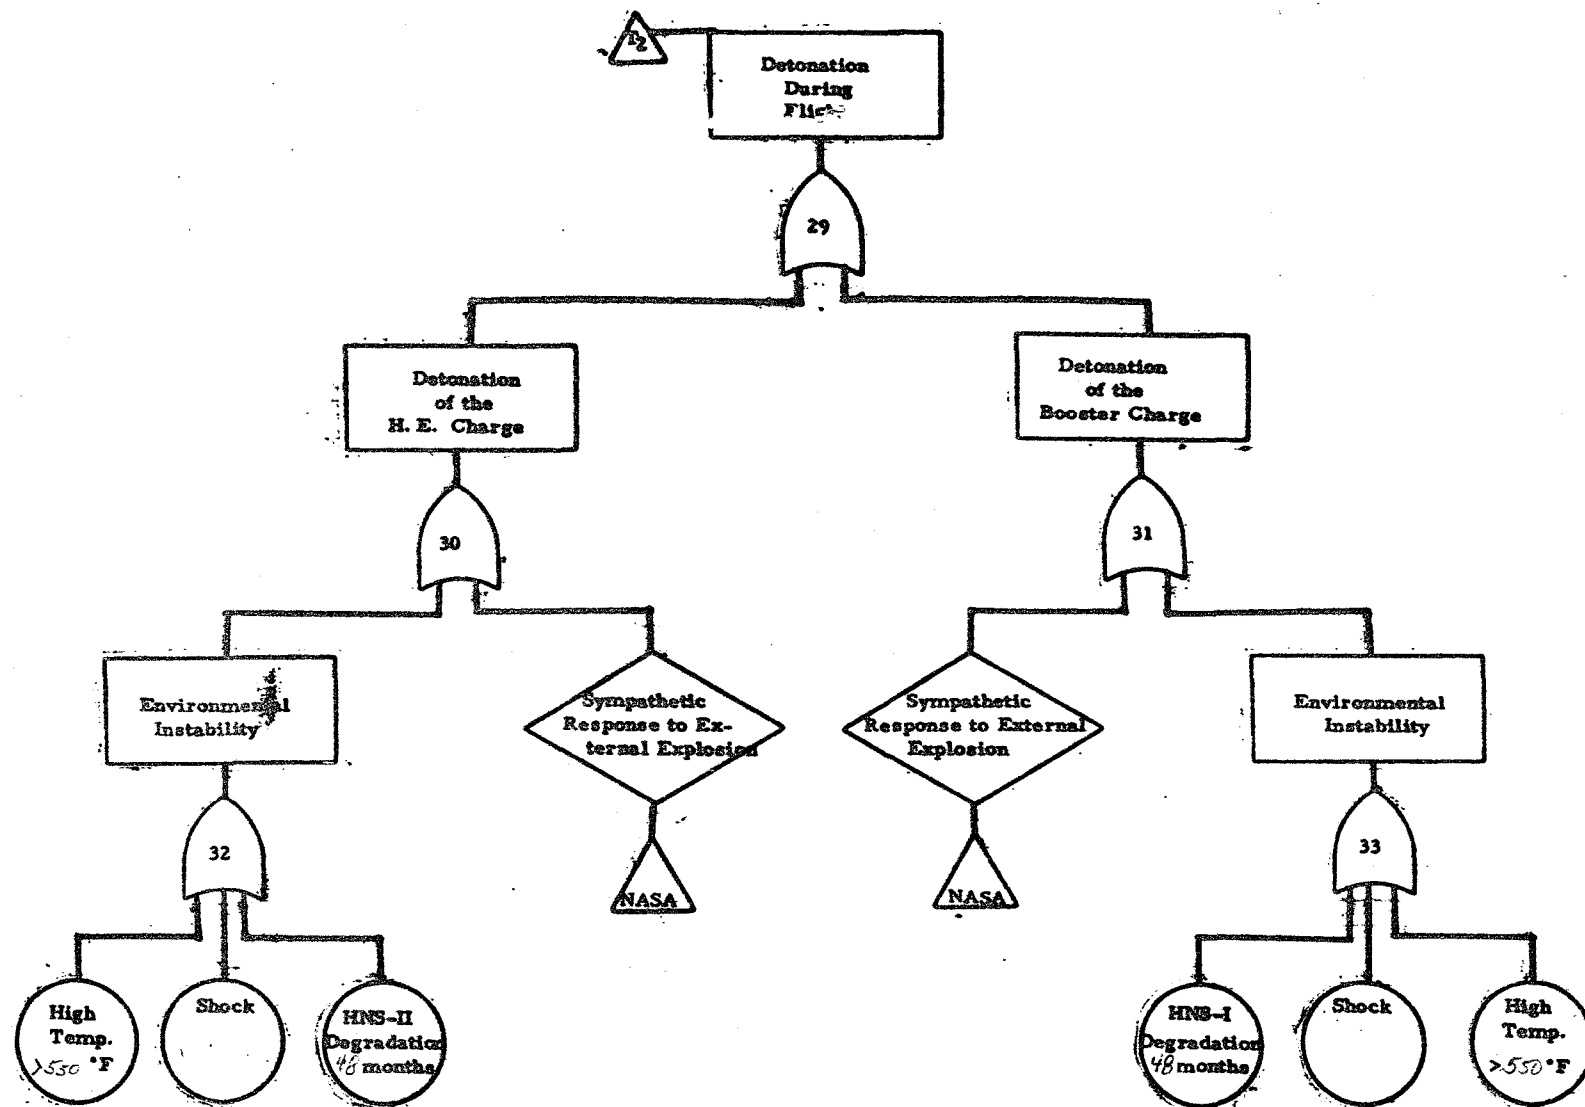 Detonation
During
29
Detonation
of the
H. E. Charge
Detonation
of the
Booster Charge
30
31
Environmental
Instability
Sympathetic
Response to Ex-
ternal Explosion
Sympathetic
Response to External
Explosion
Environmental
Instability
32
NASA
NASA
33
High
Temp.
>550 °F
Shock
HNS-II
Degradation
48 months
HNS-I
Degradation
48 months
Shock
High
Temp.
>550 °F